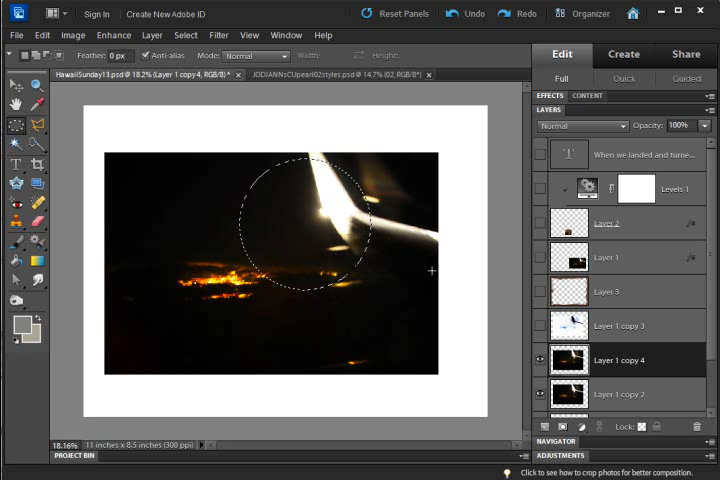 Sign In
Create New Adobe ID
Reset Panels
Undo
Redo
Organizer
File Edit Image Enhance Layer Select Filter View Window Help
Edit Create Share
Feather: 0 px Anti-alias Mode: Normal Width: Height:
HawaiiSunday13.psd @ 18.2% (Layer 1 copy 4, RGB/8) * × JODIANNsCUpearl02styles.psd @ 14.7% (02, RGB/8*) ×
Full Quick Guided
EFFECTS CONTENT
LAYERS
Normal Opacity: 100%
T When we landed and turne...
Levels 1
Layer 2
Layer 1
Layer 3
Layer 1 copy 3
Layer 1 copy 4
Layer 1 copy 2
Lock:
18.16% 11 inches x 8.5 inches (300 ppi)
NAVIGATOR
PROJECT BIN
ADJUSTMENTS
Click to see how to crop photos for better composition.